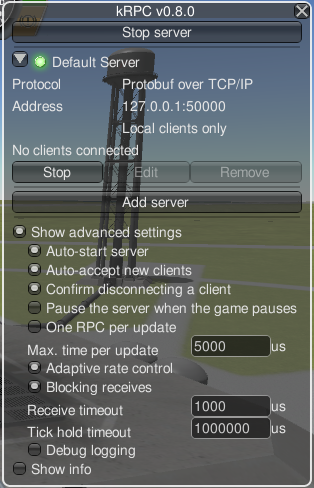 kRPC v0.8.0
Stop server
Default Server
Protocol Protobuf over TCP/IP
Address 127.0.0.1:50000
Local clients only
No clients connected
Stop Edit Remove
Add server
Show advanced settings
Auto-start server
Auto-accept new clients
Confirm disconnecting a client
Pause the server when the game pauses
One RPC per update
Max. time per update 5000 us
Adaptive rate control
Blocking receives
Receive timeout 1000 us
Tick hold timeout 1000000 us
Debug logging
Show info